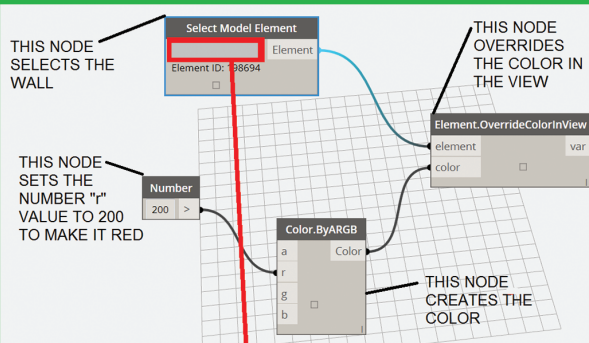 Select Model Element
Element
Element ID: 198694
THIS NODE
SELECTS THE
WALL
THIS NODE
OVERRIDES
THE COLOR IN
THE VIEW
Element.OverrideColorInView
element
var
color
THIS NODE
SETS THE
NUMBER "r"
VALUE TO 200
TO MAKE IT RED
Number
200 >
Color.ByARGB
a
Color
r
g
b
THIS NODE
CREATES THE
COLOR